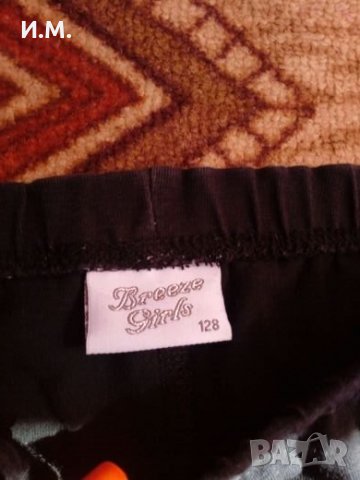 И.М.
Breeze
Girls
128
BAZAR